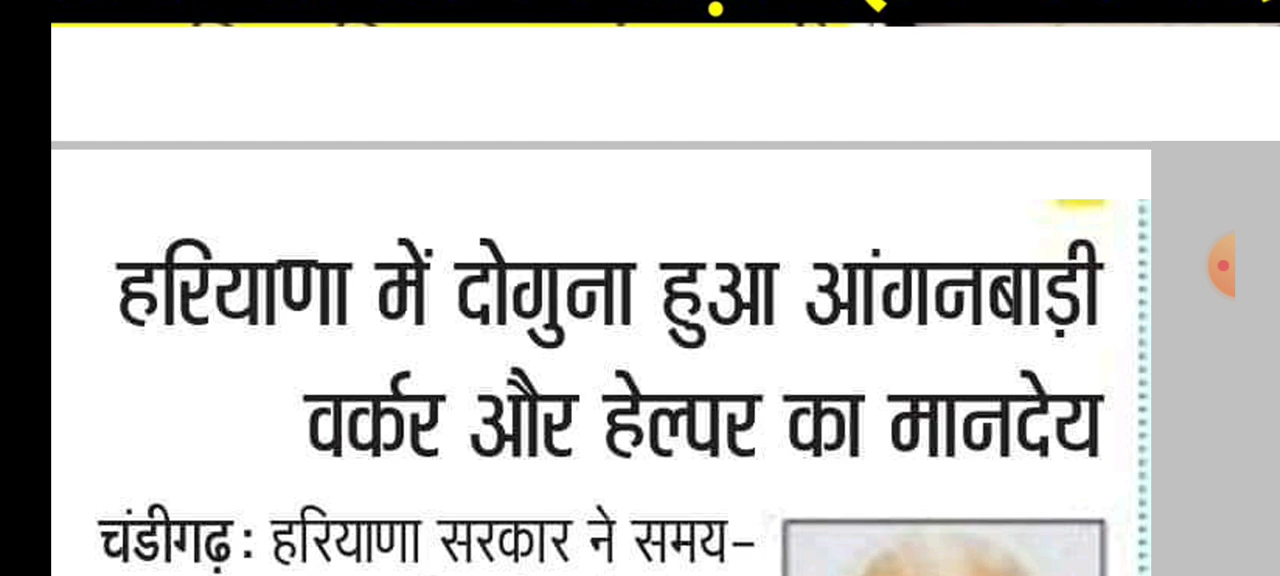 हरियाणा में दोगुना हुआ आंगनबाड़ी
वर्कर और हेल्पर का मानदेय
चंडीगढ़ : हरियाणा सरकार ने समय-